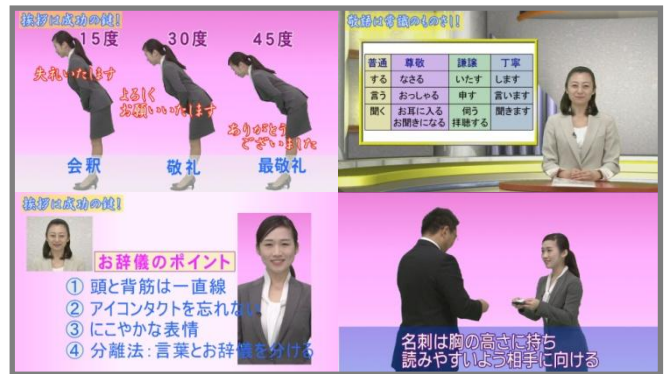 挨拶は成功の鍵!
15度 30度 45度
失礼いたします
よろしく
お願いいたします
ありがとう
ございました
会釈 敬礼 最敬礼
敬語は常識のものさし!!
普通 尊敬 謙譲 丁寧
する なさる いたす します
言う おっしゃる 申す 言います
聞く お耳に入る 伺う 聞きます
お聞きになる 拝聴する
挨拶は成功の鍵!
お辞儀のポイント
① 頭と背筋は一直線
② アイコンタクトを忘れない
③ にこやかな表情
④ 分離法:言葉とお辞儀を分ける
名刺は胸の高さに持ち
読みやすいよう相手に向ける